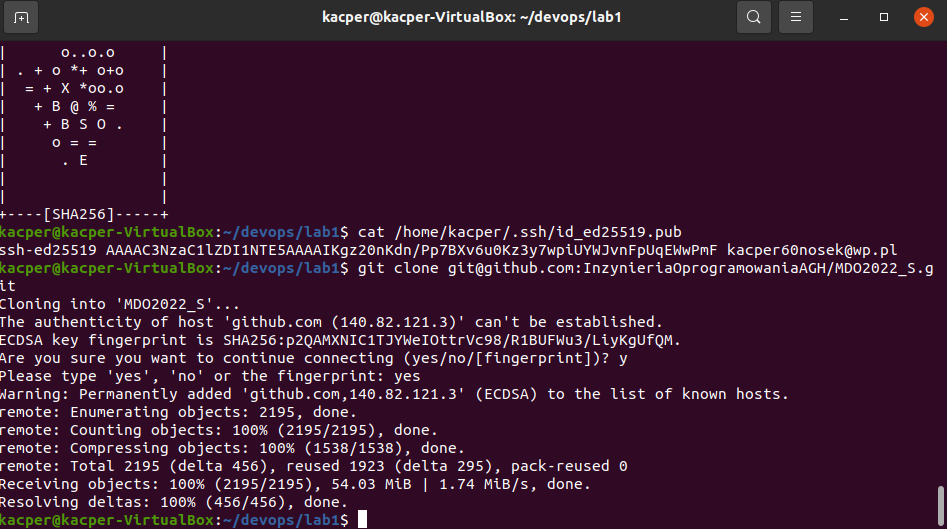 kacper@kacper-VirtualBox: ~/devops/lab1
|      o..o.o     |
| . + o *+ o+o    |
|  = + X *oo.o    |
|   + B @ % =     |
|    + B S O .    |
|     o = =       |
|      . E        |
|                 |
|                 |
+----[SHA256]-----+
kacper@kacper-VirtualBox:~/devops/lab1$ cat /home/kacper/.ssh/id_ed25519.pub
ssh-ed25519 AAAAC3NzaC1lZDI1NTE5AAAAIKgz20nKdn/Pp7BXv6u0Kz3y7wpiUYWJvnFpUqEWwPmF kacper60nosek@wp.pl
kacper@kacper-VirtualBox:~/devops/lab1$ git clone git@github.com:InzynieriaOprogramowaniaAGH/MDO2022_S.g
it
Cloning into 'MDO2022_S'...
The authenticity of host 'github.com (140.82.121.3)' can't be established.
ECDSA key fingerprint is SHA256:p2QAMXNIC1TJYWeIOttrVc98/R1BUFWu3/LiyKgUfQM.
Are you sure you want to continue connecting (yes/no/[fingerprint])? y
Please type 'yes', 'no' or the fingerprint: yes
Warning: Permanently added 'github.com,140.82.121.3' (ECDSA) to the list of known hosts.
remote: Enumerating objects: 2195, done.
remote: Counting objects: 100% (2195/2195), done.
remote: Compressing objects: 100% (1538/1538), done.
remote: Total 2195 (delta 456), reused 1923 (delta 295), pack-reused 0
Receiving objects: 100% (2195/2195), 54.03 MiB | 1.74 MiB/s, done.
Resolving deltas: 100% (456/456), done.
kacper@kacper-VirtualBox:~/devops/lab1$